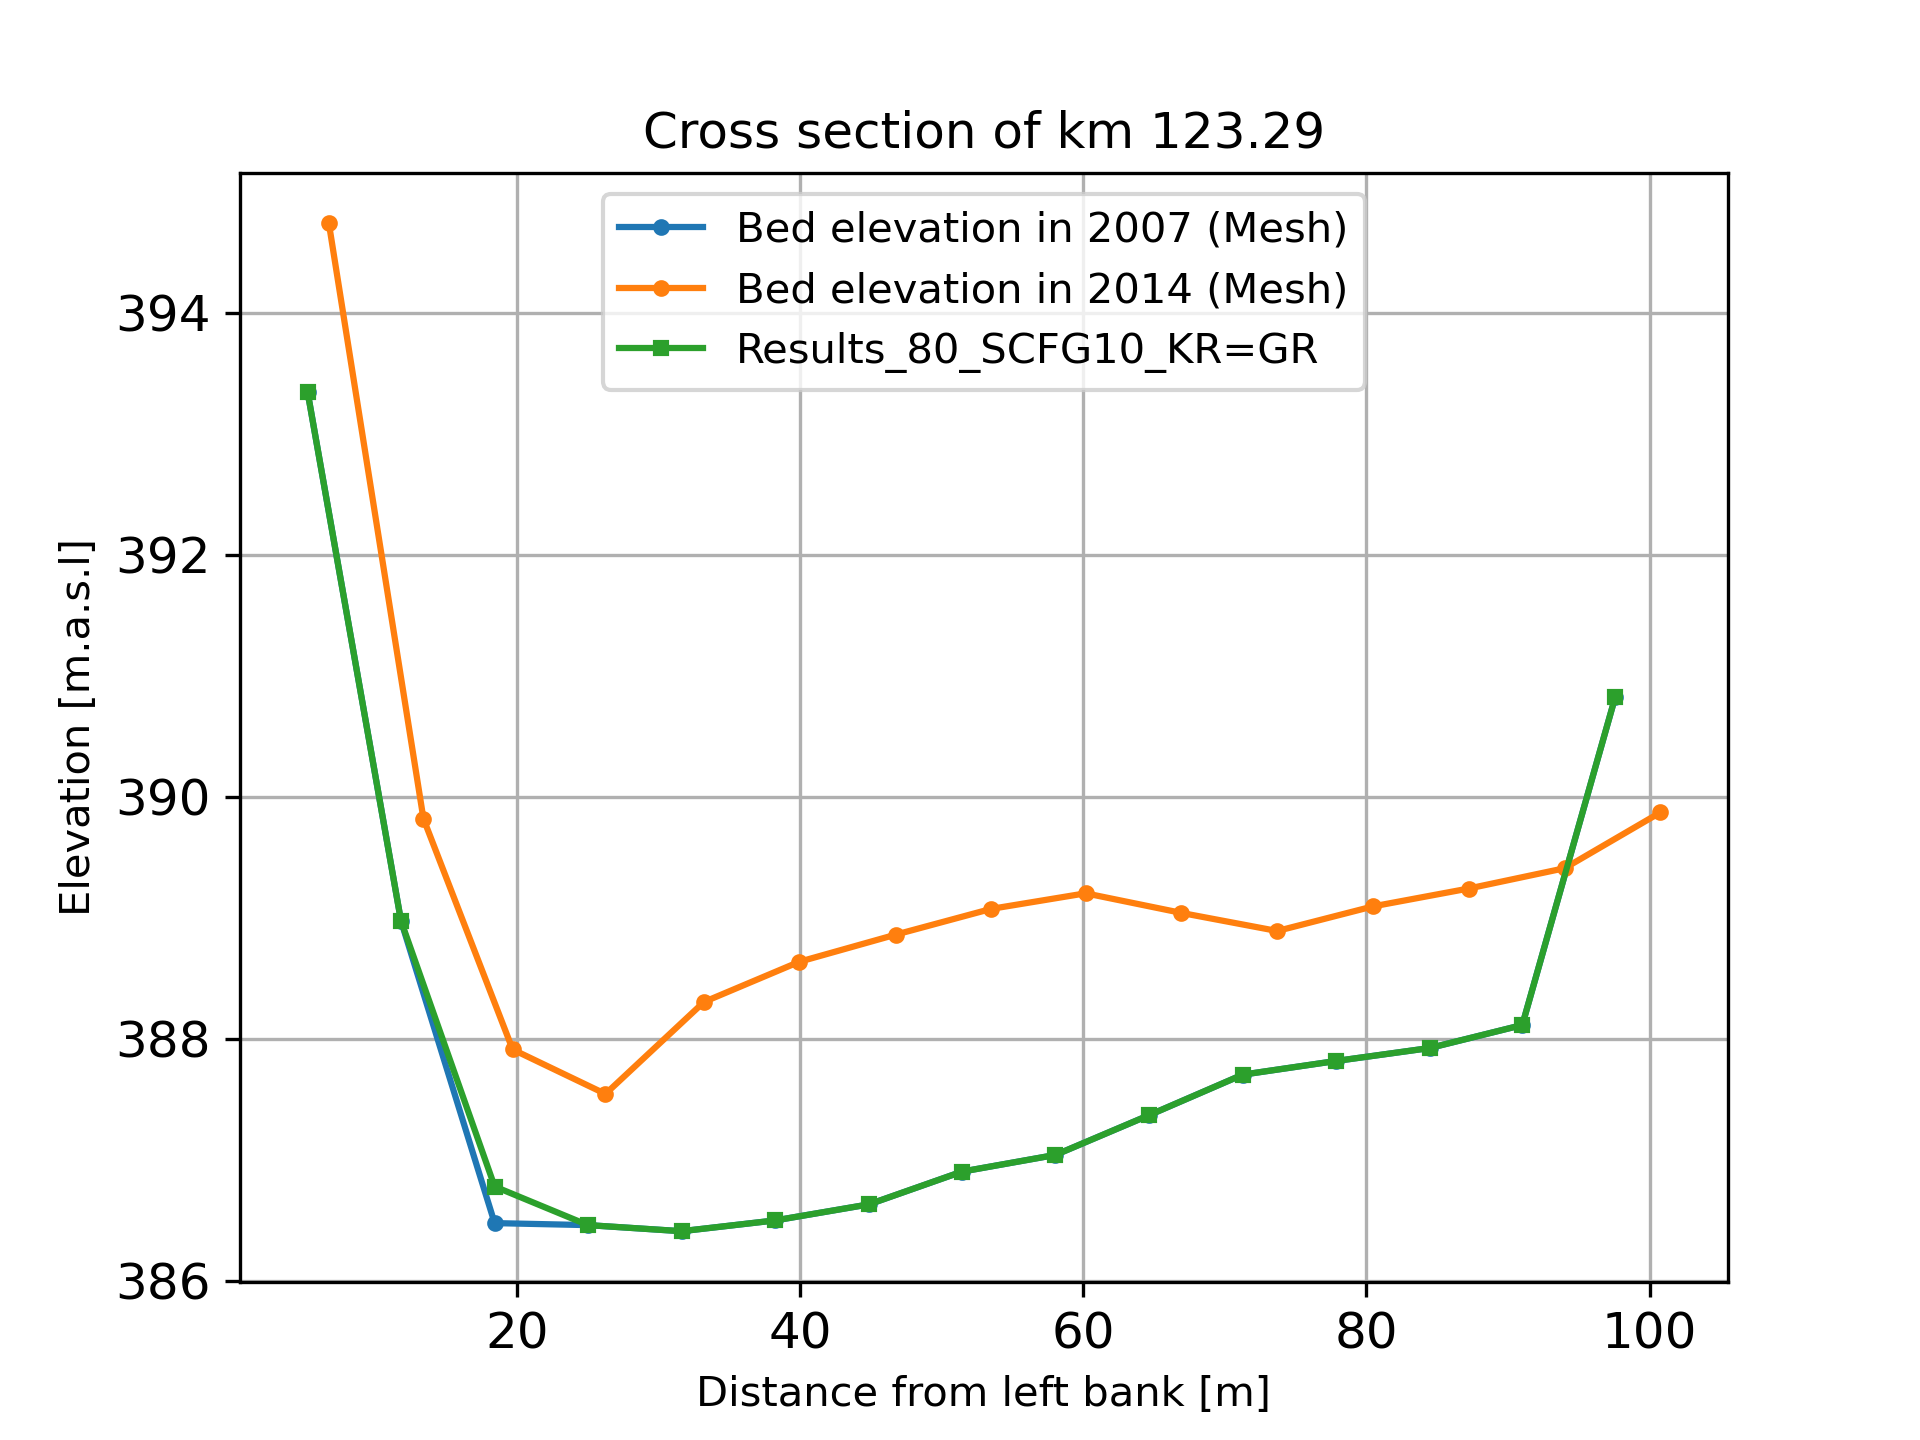 Cross section of km 123.29
Bed elevation in 2007 (Mesh)
Bed elevation in 2014 (Mesh)
Results_80_SCFG10_KR=GR
Elevation [m.a.s.l]
394
392
390
388
386
20 40 60 80 100
Distance from left bank [m]